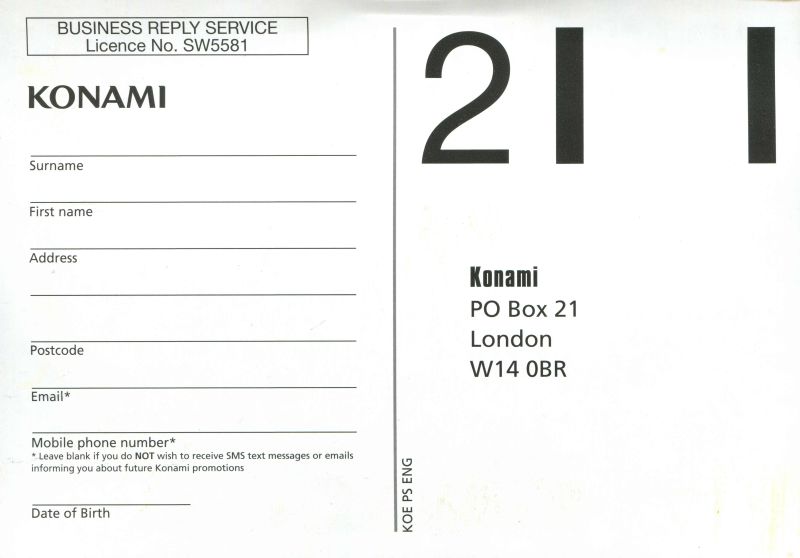 BUSINESS REPLY SERVICE
Licence No. SW5581
KONAMI
Surname
First name
Address
Postcode
Email*
Mobile phone number*
* Leave blank if you do NOT wish to receive SMS text messages or emails
informing you about future Konami promotions
Date of Birth
KOE PS ENG
2
Konami
PO Box 21
London
W14 0BR